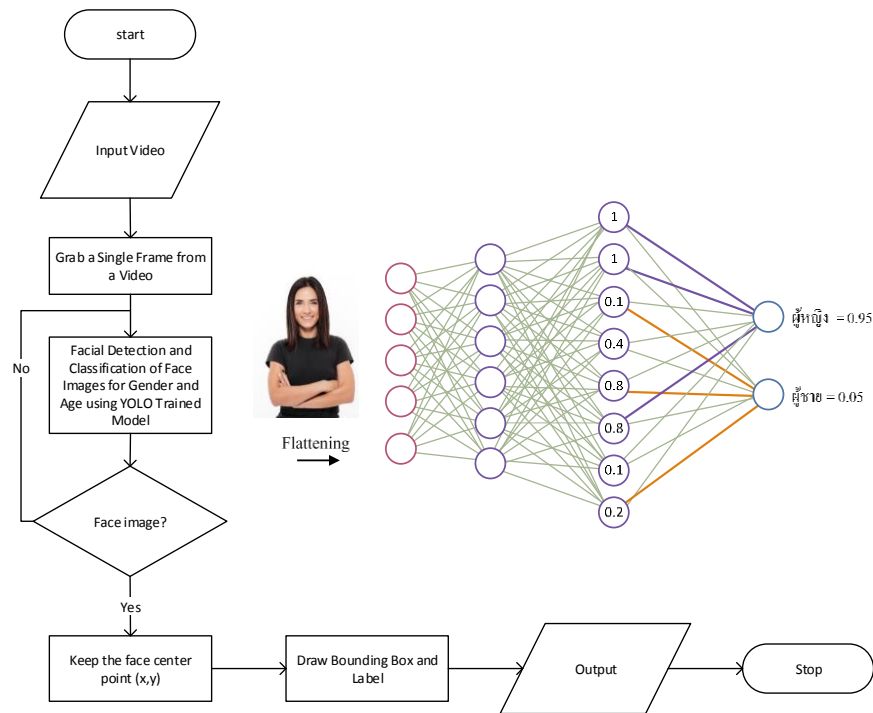 start
Input Video
Grab a Single Frame from
a Video
No
Facial Detection and
Classification of Face
Images for Gender and
Age using YOLO Trained
Model
Face image?
Yes
Keep the face center
point (x,y)
Draw Bounding Box and
Label
Output
Stop
Flattening
1
1
0.1
0.4
0.8
0.8
0.1
0.2
ผู้หญิง = 0.95
ผู้ชาย = 0.05